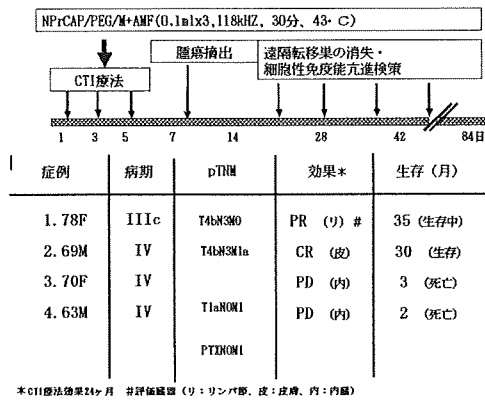 NPrCAP/PEG/M+AMF(0.1mlx3,118kHZ, 30分, 43・C)
CTI療法
腫瘍摘出
遠隔転移巣の消失・
細胞性免疫能亢進検策
1 3 5 7 14 28 42 84日
症例 病期 pTNM 効果* 生存(月)
1.78F IIIc T4bN3M0 PR (リ) # 35 (生存中)
2.69M IV T4bN3M1a CR (皮) 30 (生存)
3.70F IV PD (内) 3 (死亡)
4.63M IV T1aN0M1 PD (内) 2 (死亡)
PTXN0M1
*CTI療法効果24ヶ月 #評価臓器 (リ:リンパ節、皮:皮膚、内:内臓)